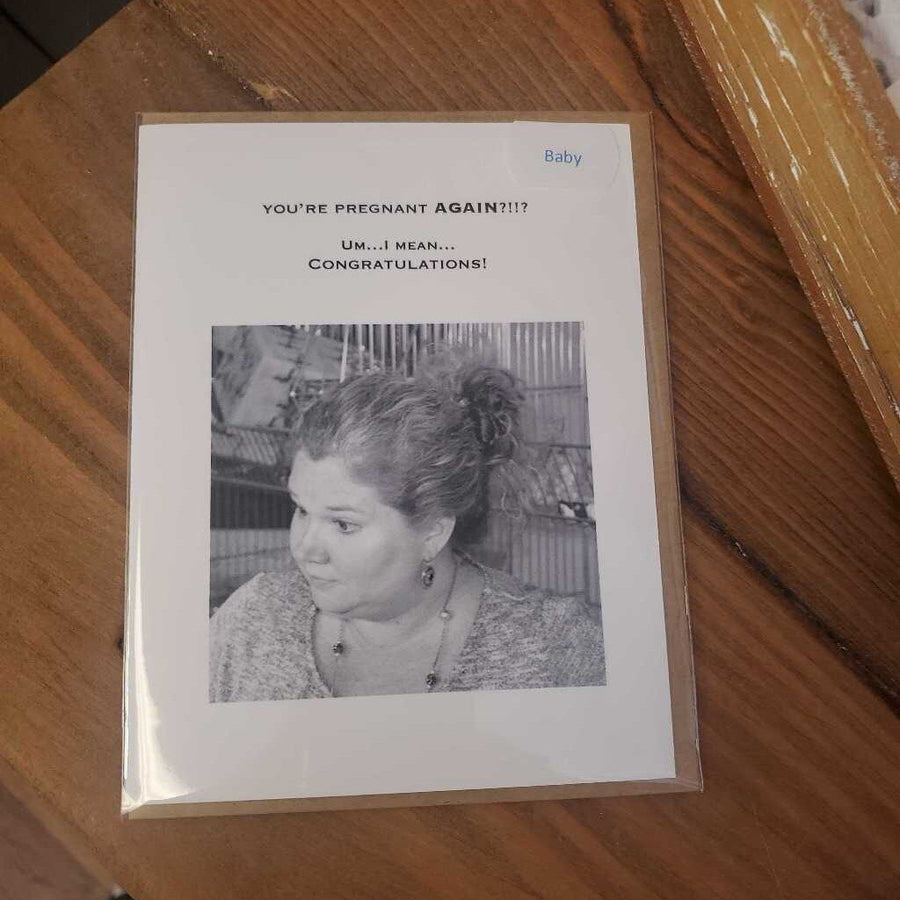 Baby
YOU'RE PREGNANT AGAIN?!!?
UM...I MEAN...
CONGRATULATIONS!